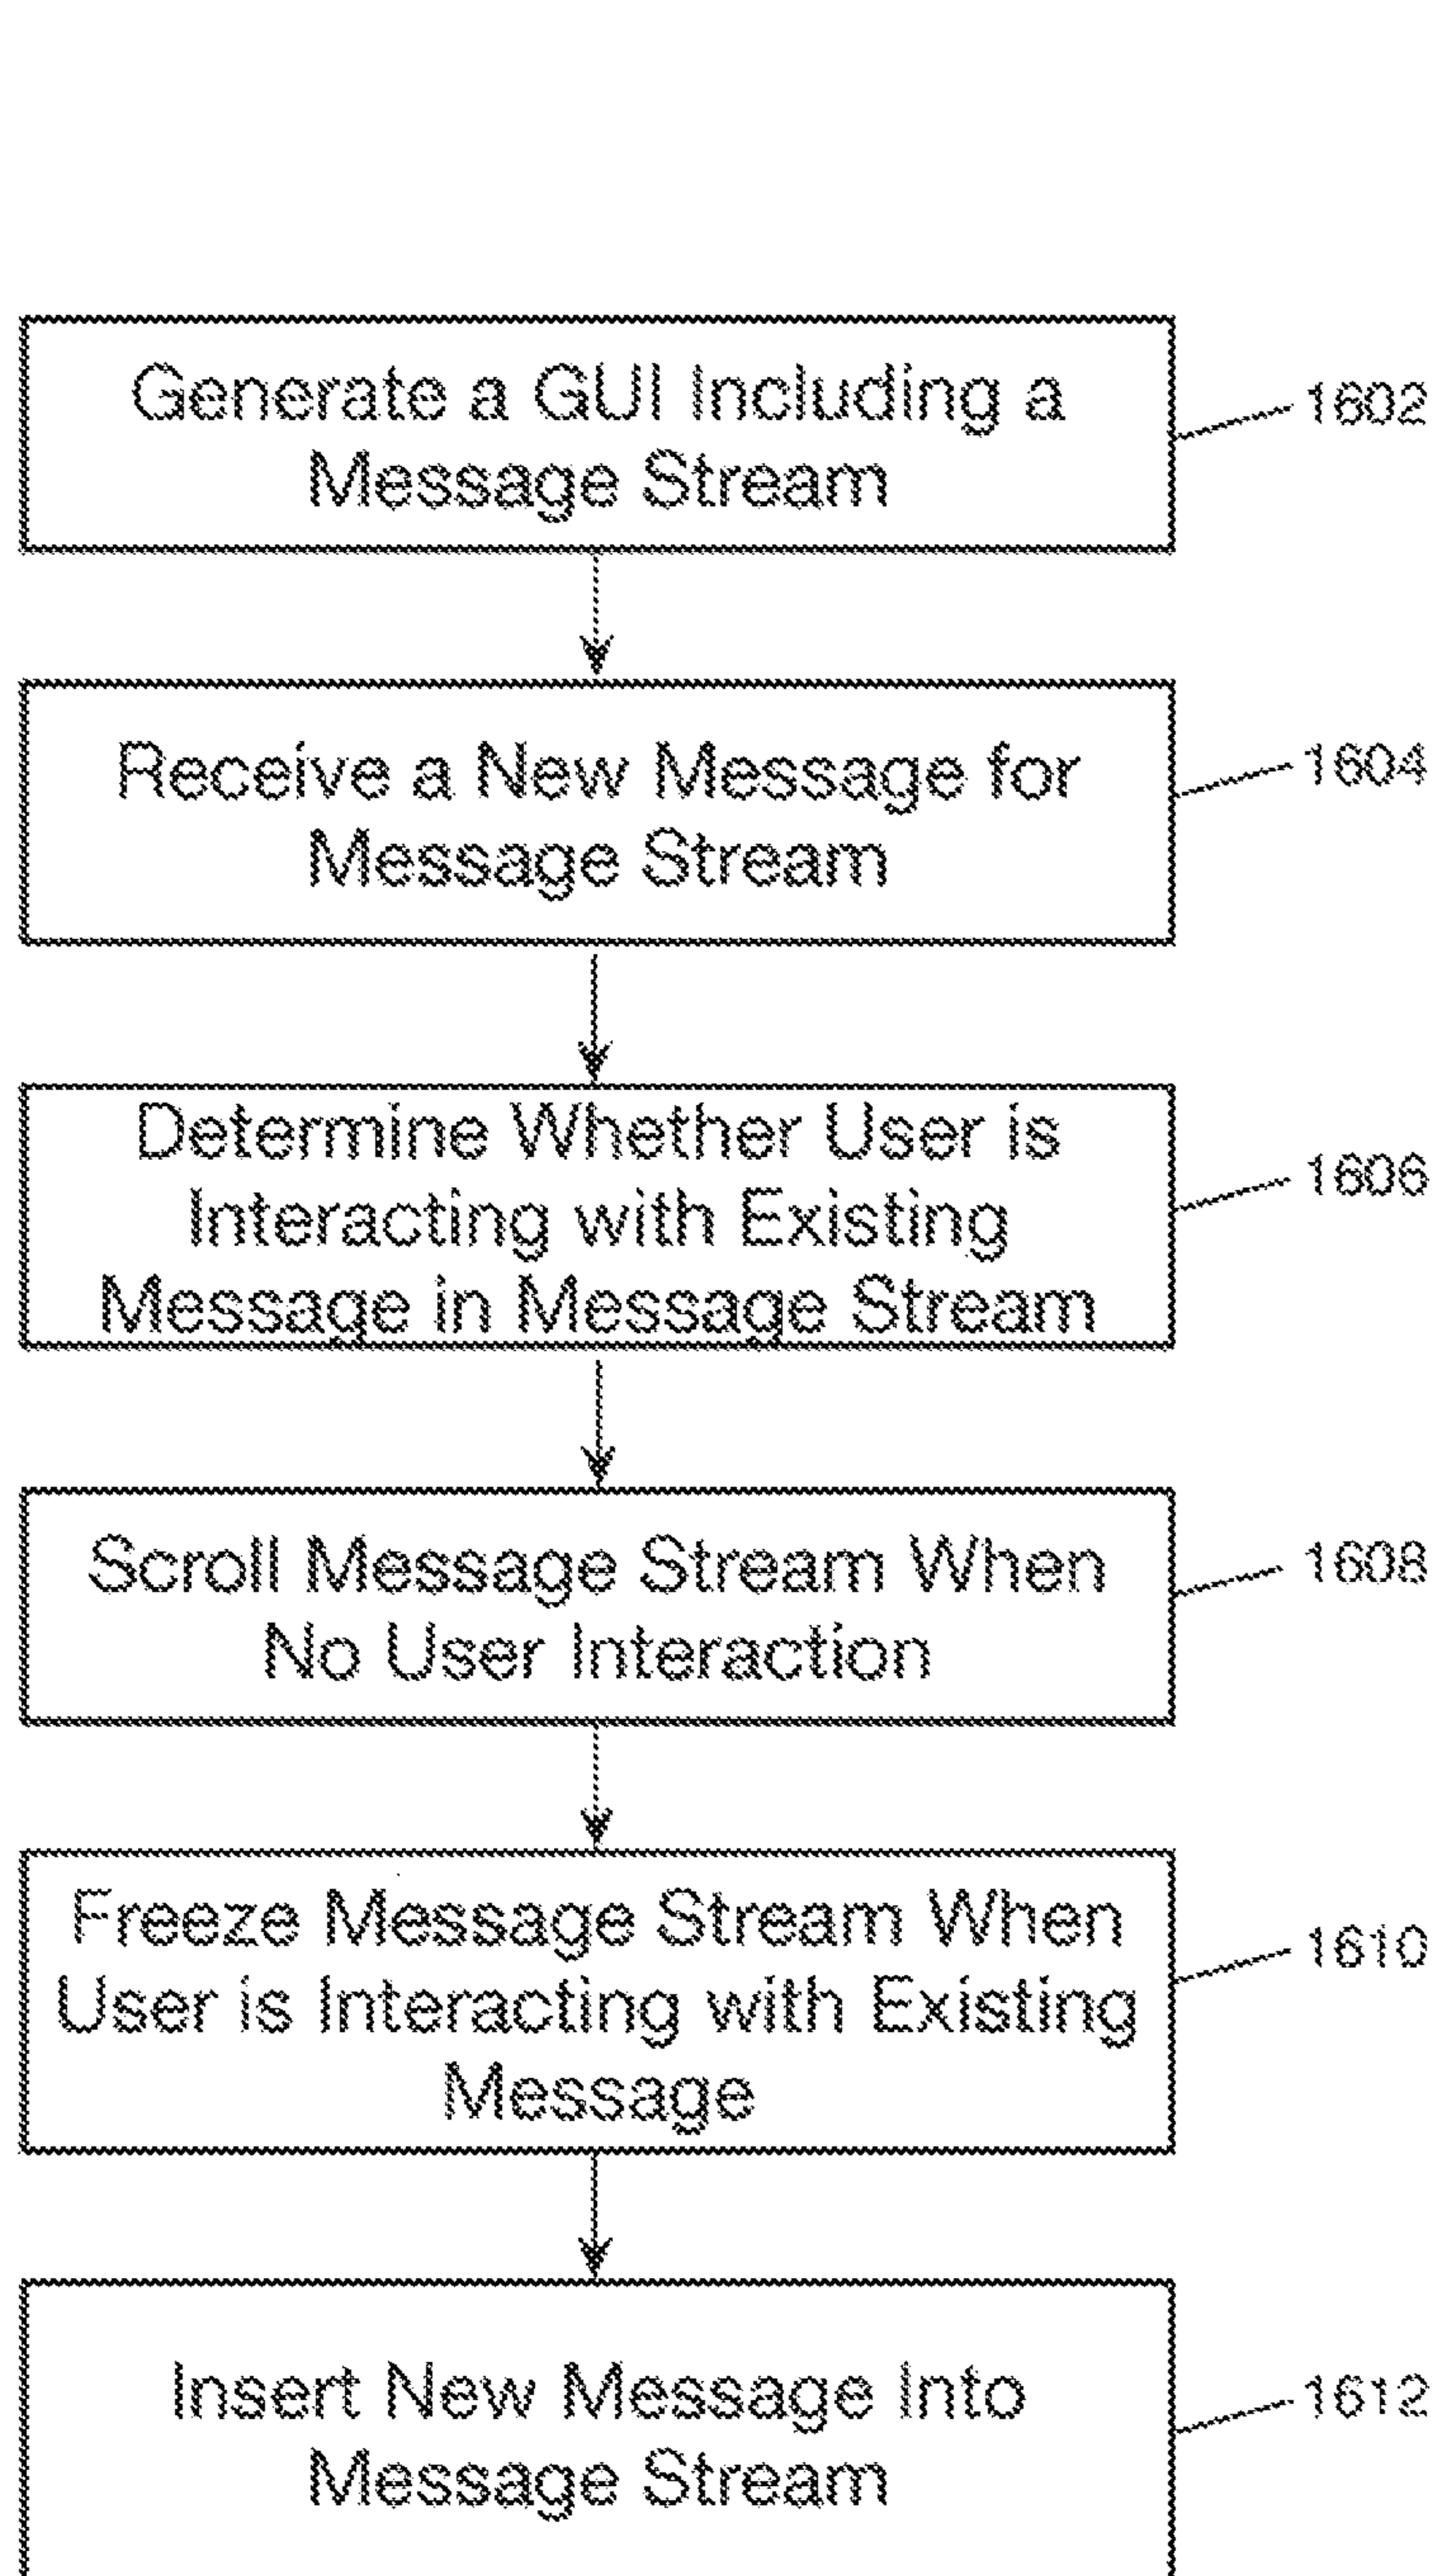 Generate a GUI Including a
Message Stream
1602
Receive a New Message for
Message Stream
1604
Determine Whether User is
Interacting with Existing
Message in Message Stream
1606
Scroll Message Stream When
No User Interaction
1608
Freeze Message Stream When
User is Interacting with Existing
Message
1610
Insert New Message Into
Message Stream
1612